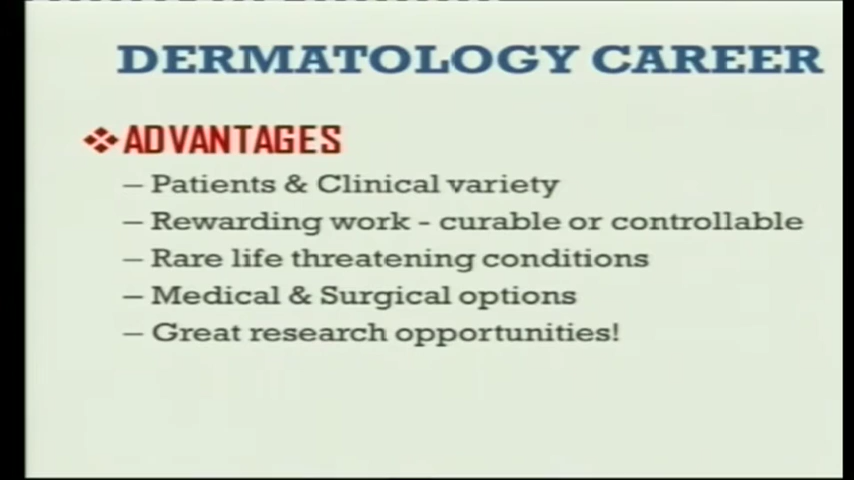 DERMATOLOGY CAREER
❖ADVANTAGES
– Patients & Clinical variety
– Rewarding work - curable or controllable
– Rare life threatening conditions
– Medical & Surgical options
– Great research opportunities!